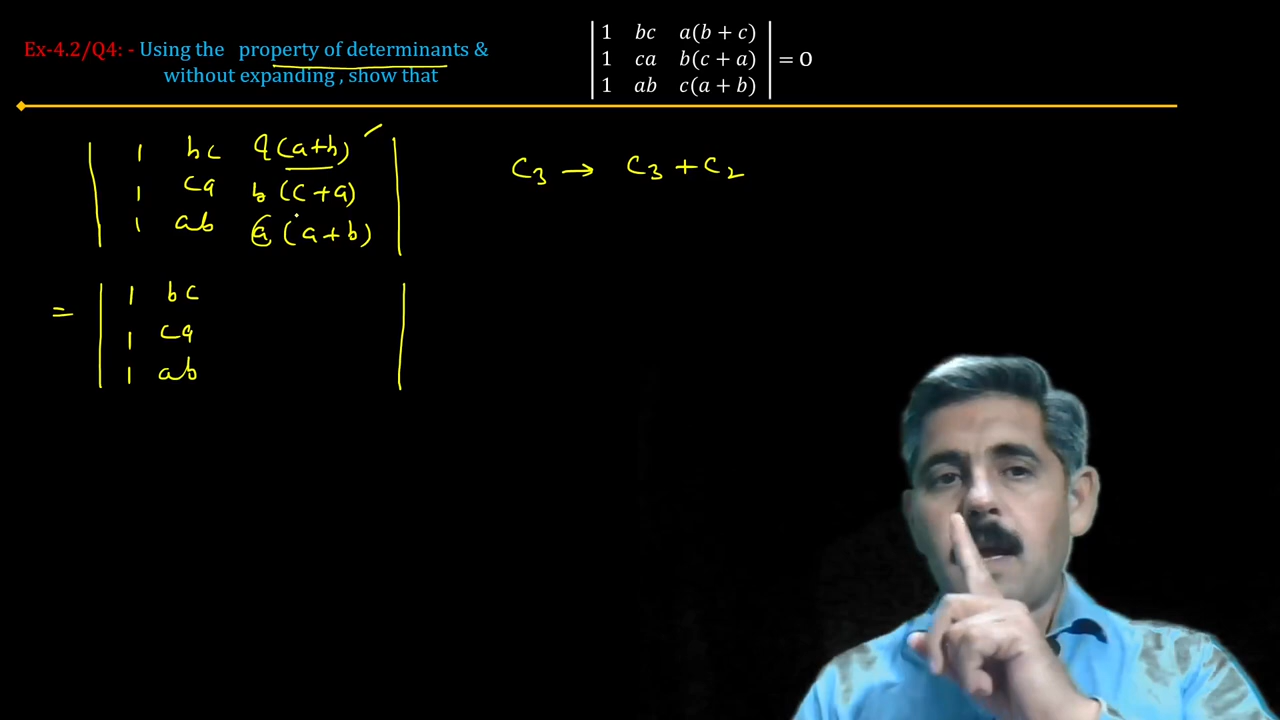 Ex-4.2/Q4: - Using the property of determinants &
without expanding , show that
| 1 bc a(b + c) |
| 1 ca b(c + a) | = 0
| 1 ab c(a + b) |
| 1 bc a (a+b) |
| 1 ca b (c+a) |
| 1 ab a (a+b) |
C3 → C3 + C2
= | 1 bc |
| 1 ca |
| 1 ab |